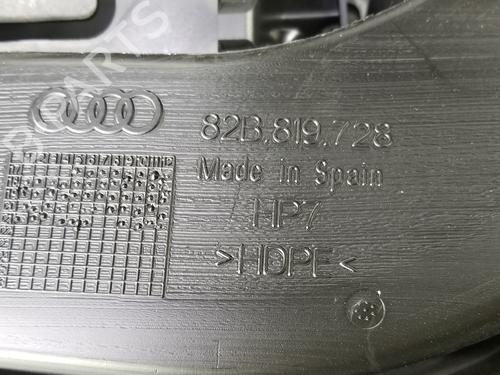 82B.819.728
Made in Spain
HP7
>HDPE<